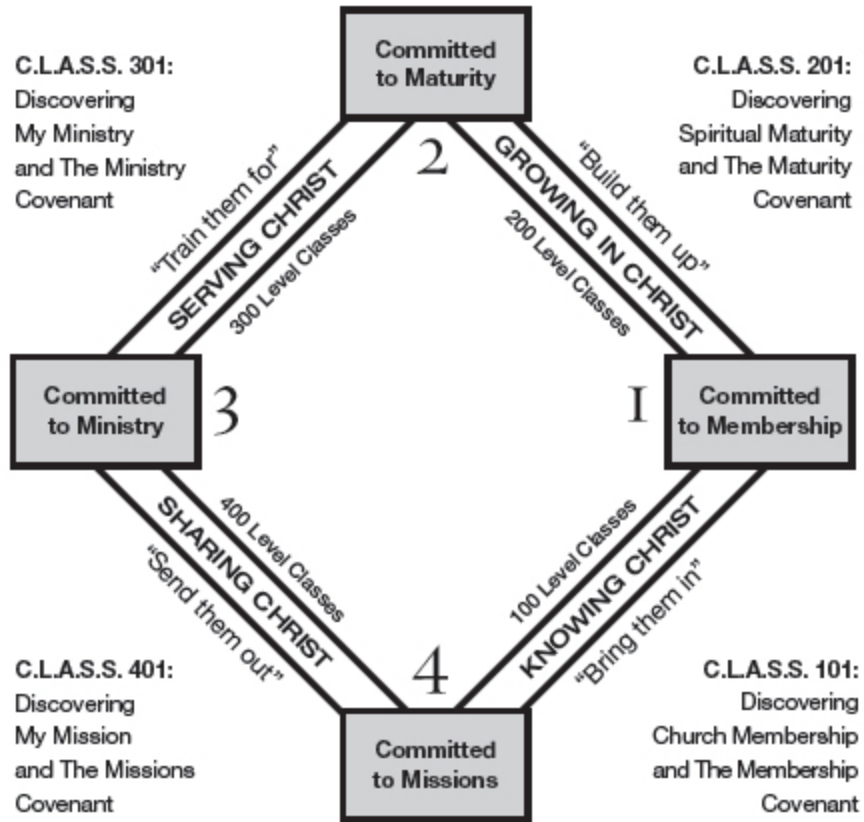 Committed
to Maturity
C.L.A.S.S. 301:
Discovering
My Ministry
and The Ministry
Covenant
C.L.A.S.S. 201:
Discovering
Spiritual Maturity
and The Maturity
Covenant
2
"Train them for"
SERVING CHRIST
300 Level Classes
"Build them up"
GROWING IN CHRIST
200 Level Classes
Committed
to Ministry
3
1
Committed
to Membership
400 Level Classes
SHARING CHRIST
"Send them out"
100 Level Classes
KNOWING CHRIST
"Bring them in"
4
C.L.A.S.S. 401:
Discovering
My Mission
and The Missions
Covenant
Committed
to Missions
C.L.A.S.S. 101:
Discovering
Church Membership
and The Membership
Covenant